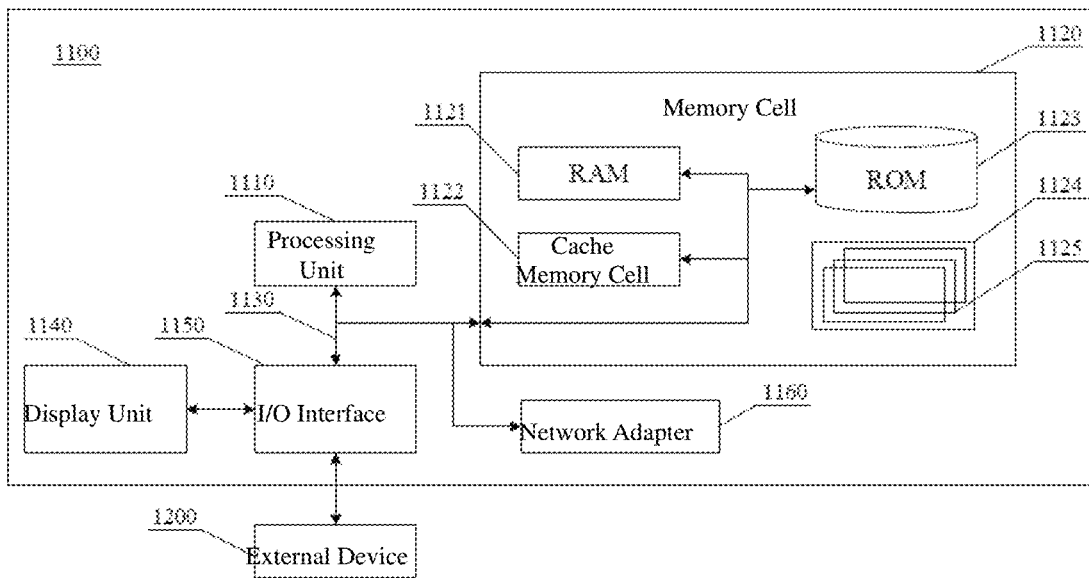 1100
1120
Memory Cell
1121
RAM
1123
ROM
1122
Cache
Memory Cell
1124
1125
1110
Processing
Unit
1130
1140
Display Unit
1150
I/O Interface
1160
Network Adapter
1200
External Device